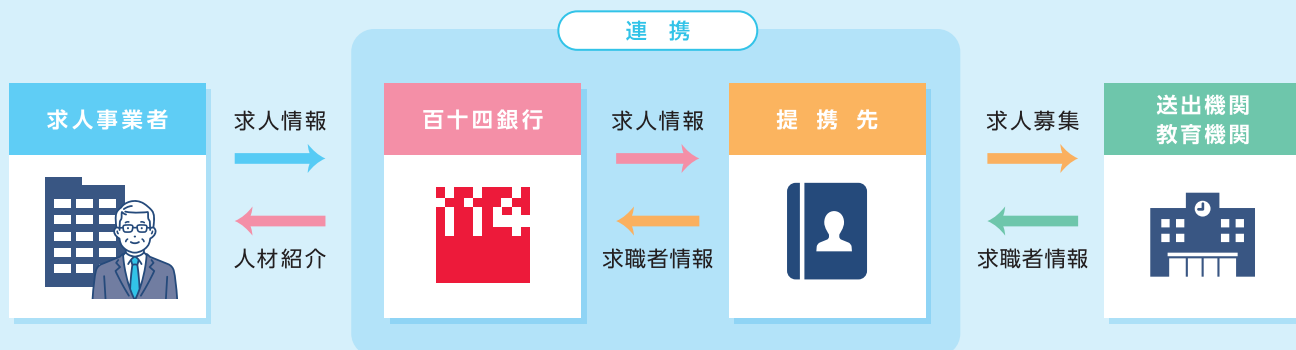 連携
求人事業者
求人情報
人材紹介
百十四銀行
114
求人情報
求職者情報
提携先
求人募集
求職者情報
送出機関
教育機関